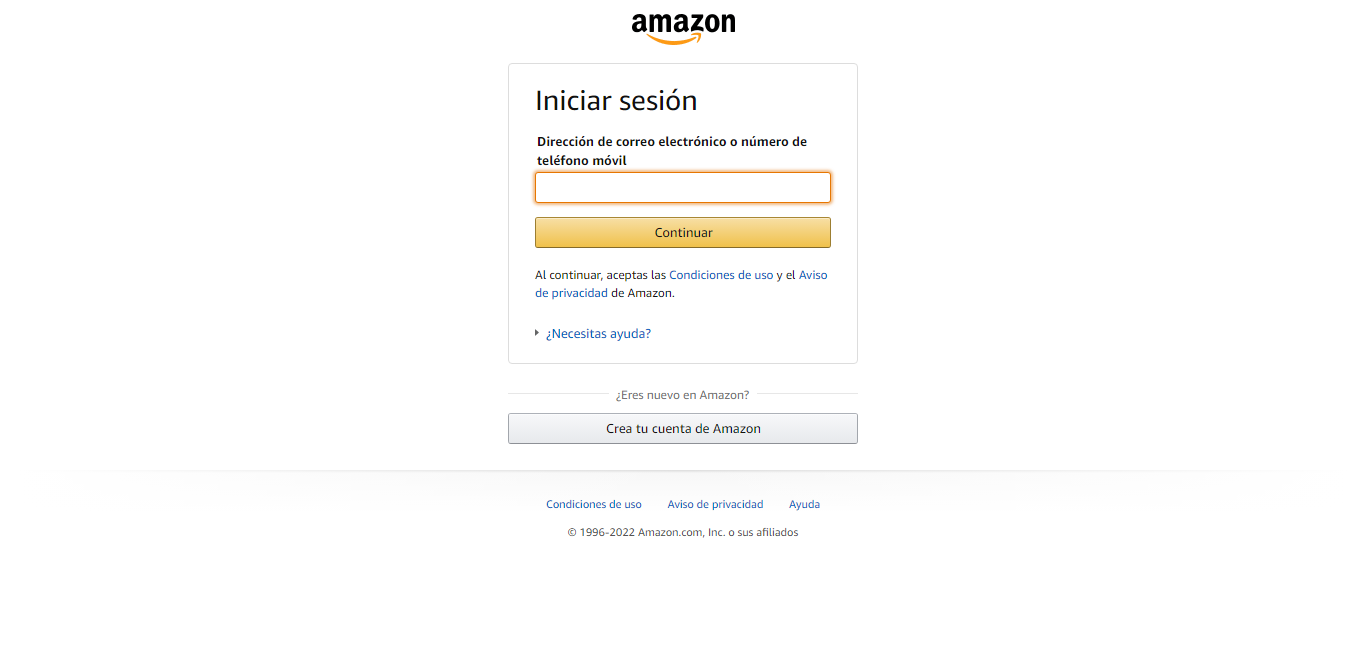 amazon
Iniciar sesión
Dirección de correo electrónico o número de
teléfono móvil
Continuar
Al continuar, aceptas las Condiciones de uso y el Aviso
de privacidad de Amazon.
¿Necesitas ayuda?
¿Eres nuevo en Amazon?
Crea tu cuenta de Amazon
Condiciones de uso Aviso de privacidad Ayuda
© 1996-2022 Amazon.com, Inc. o sus afiliados